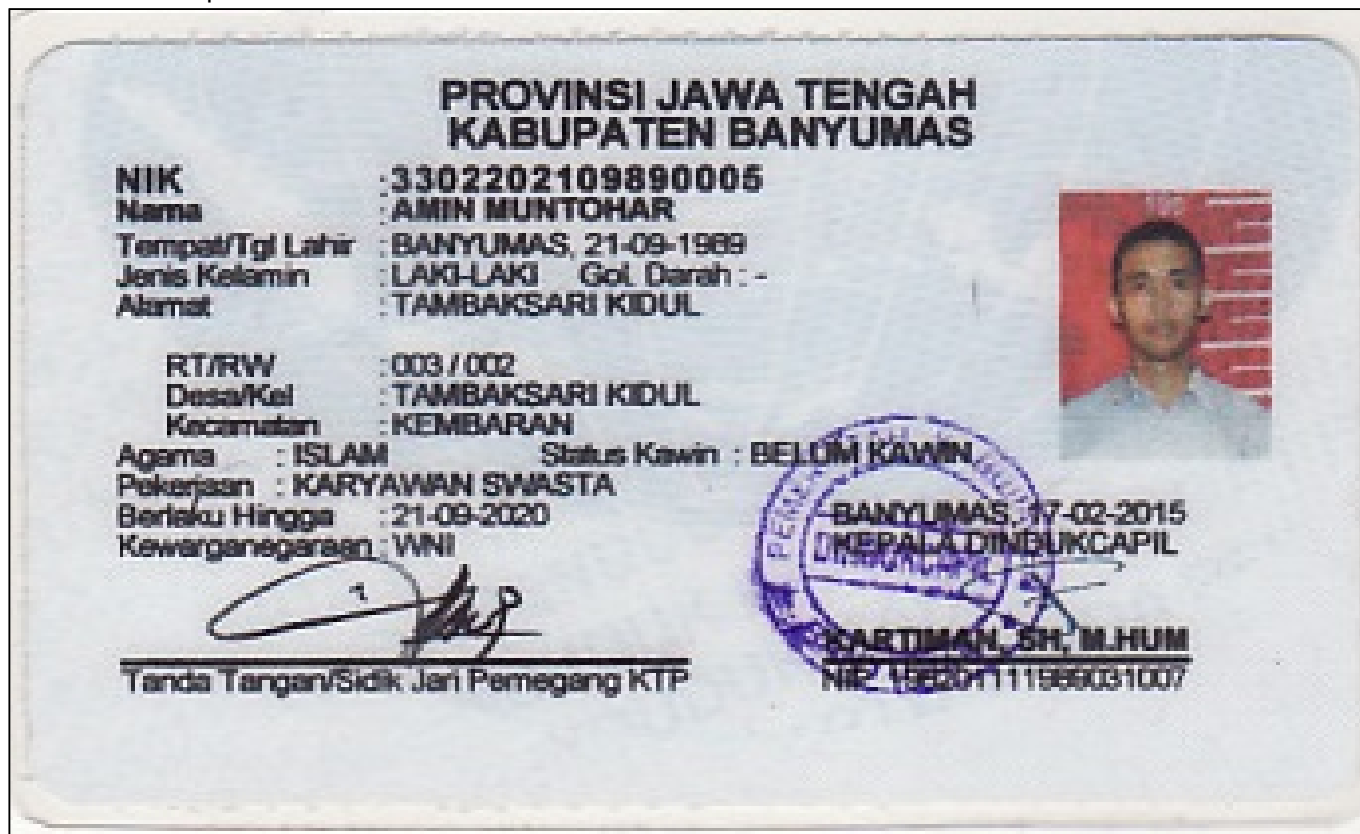 PROVINSI JAWA TENGAH
KABUPATEN BANYUMAS
NIK : 3302202109890005
Nama : AMIN MUNTOHAR
Tempat/Tgl Lahir : BANYUMAS, 21-09-1989
Jenis Kelamin : LAKI-LAKI Gol. Darah : -
Alamat : TAMBAKSARI KIDUL
RT/RW : 003 / 002
Desa/Kel : TAMBAKSARI KIDUL
Kecamatan : KEMBARAN
Agama : ISLAM Status Kawin : BELUM KAWIN
Pekerjaan : KARYAWAN SWASTA
Berlaku Hingga : 21-09-2020
Kewarganegaraan : WNI
Tanda Tangan/Sidik Jari Pemegang KTP
BANYUMAS, 17-02-2015
KEPALA DINDUKCAPIL
DINDUKCAPIL
KARTIMAN, SH, M.HUM
NIP. 196201111989031007